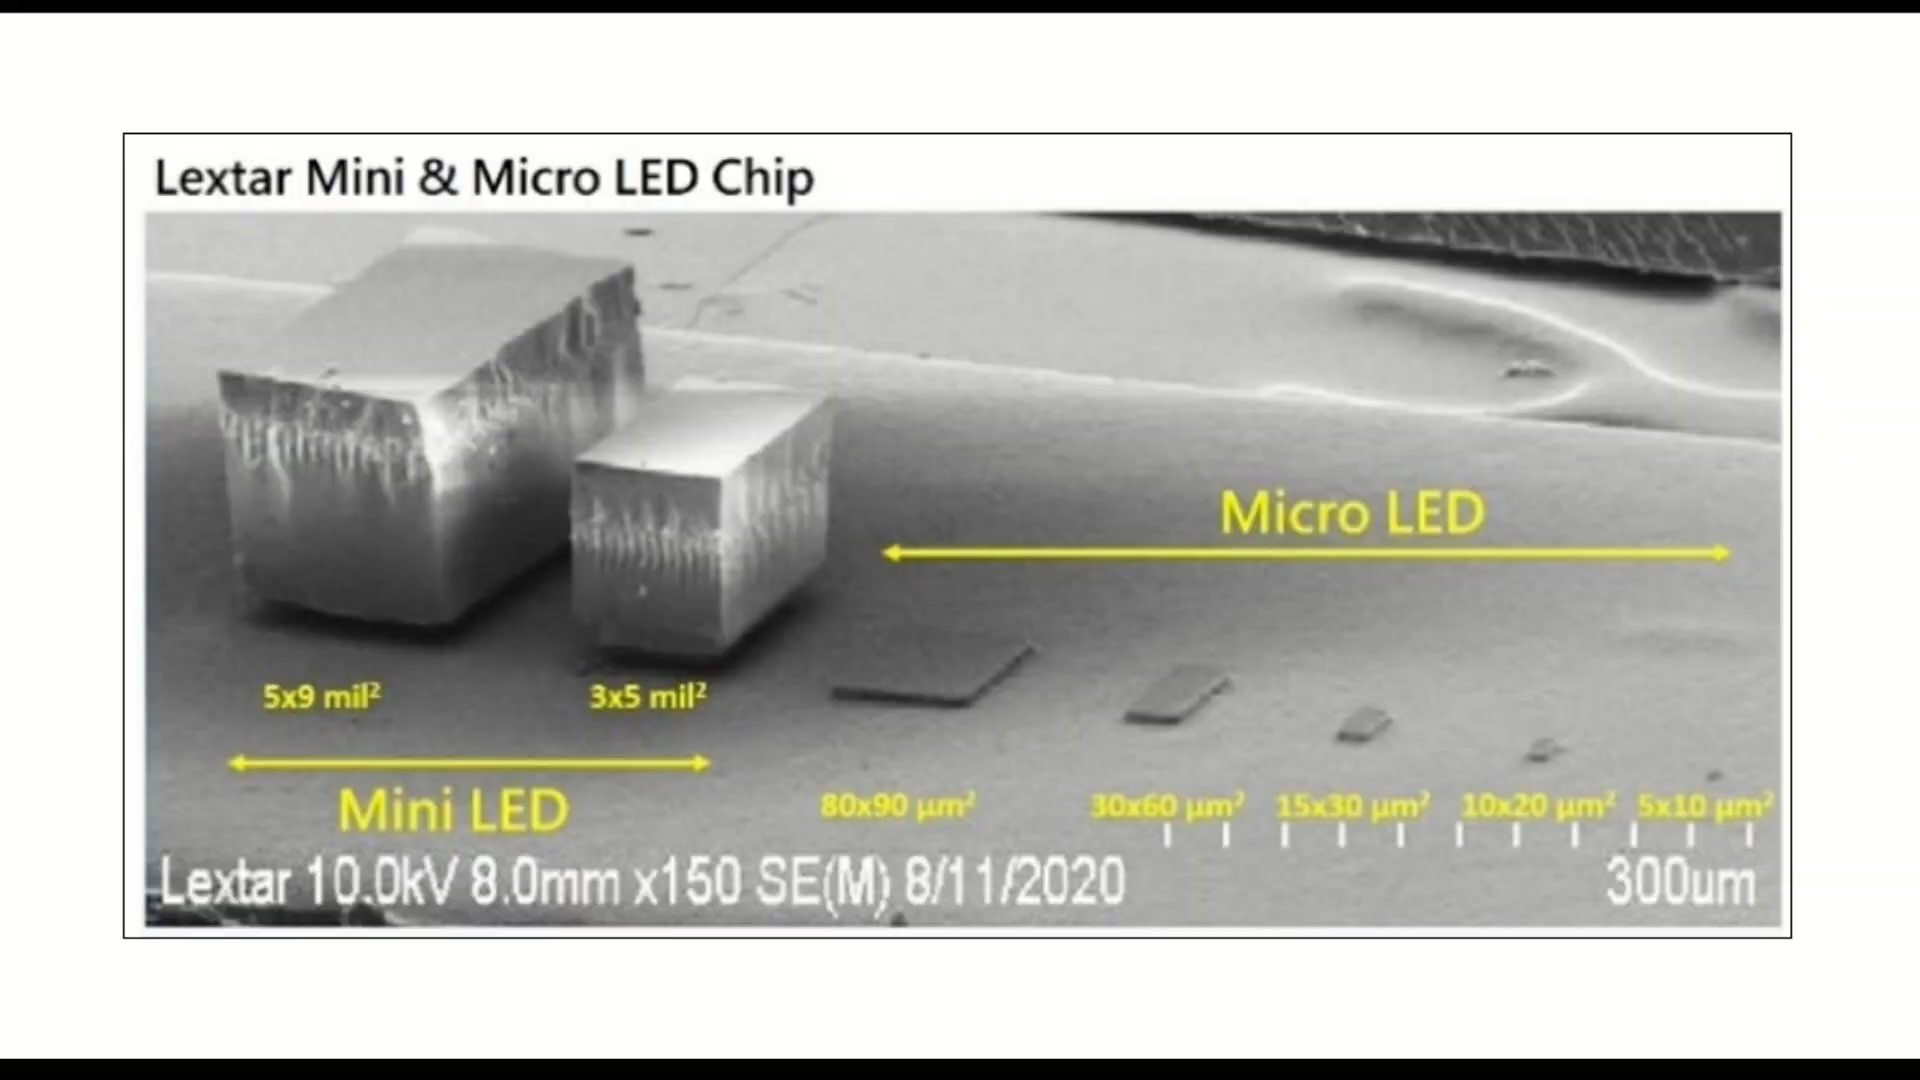 Lextar Mini & Micro LED Chip
Micro LED
5x9 mil²
3x5 mil²
Mini LED
80x90 µm²
30x60 µm²
15x30 µm²
10x20 µm²
5x10 µm²
Lextar 10.0kV 8.0mm x150 SE(M) 8/11/2020
300um